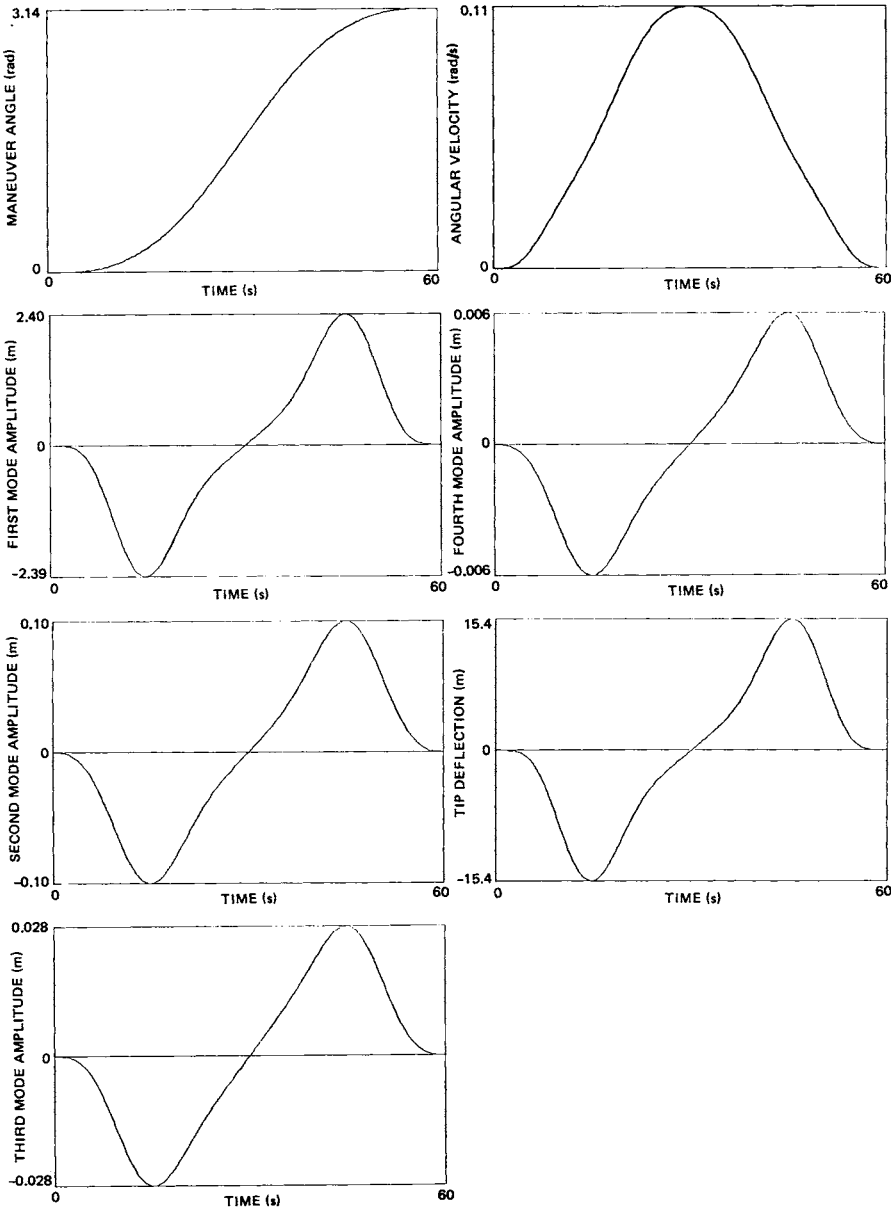 3.14
MANEUVER ANGLE (rad)
0
TIME (s)
60
0.11
ANGULAR VELOCITY (rad/s)
0
0
TIME (s)
60
2.40
FIRST MODE AMPLITUDE (m)
0
-2.39
0
TIME (s)
60
0.006
FOURTH MODE AMPLITUDE (m)
0
-0.006
0
TIME (s)
60
0.10
SECOND MODE AMPLITUDE (m)
0
-0.10
0
TIME (s)
60
15.4
TIP DEFLECTION (m)
0
-15.4
0
TIME (s)
60
0.028
THIRD MODE AMPLITUDE (m)
0
-0.028
0
TIME (s)
60
0